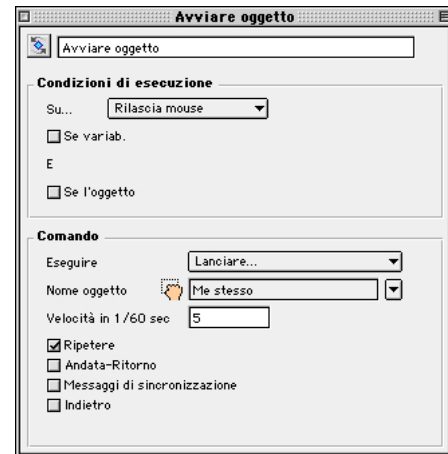 Avviare oggetto
Avviare oggetto
Condizioni di esecuzione
Su... Rilascia mouse
Se variab.
E
Se l'oggetto
Comando
Eseguire Lanciare...
Nome oggetto Me stesso
Velocità in 1/60 sec 5
Ripetere
Andata-Ritorno
Messaggi di sincronizzazione
Indietro